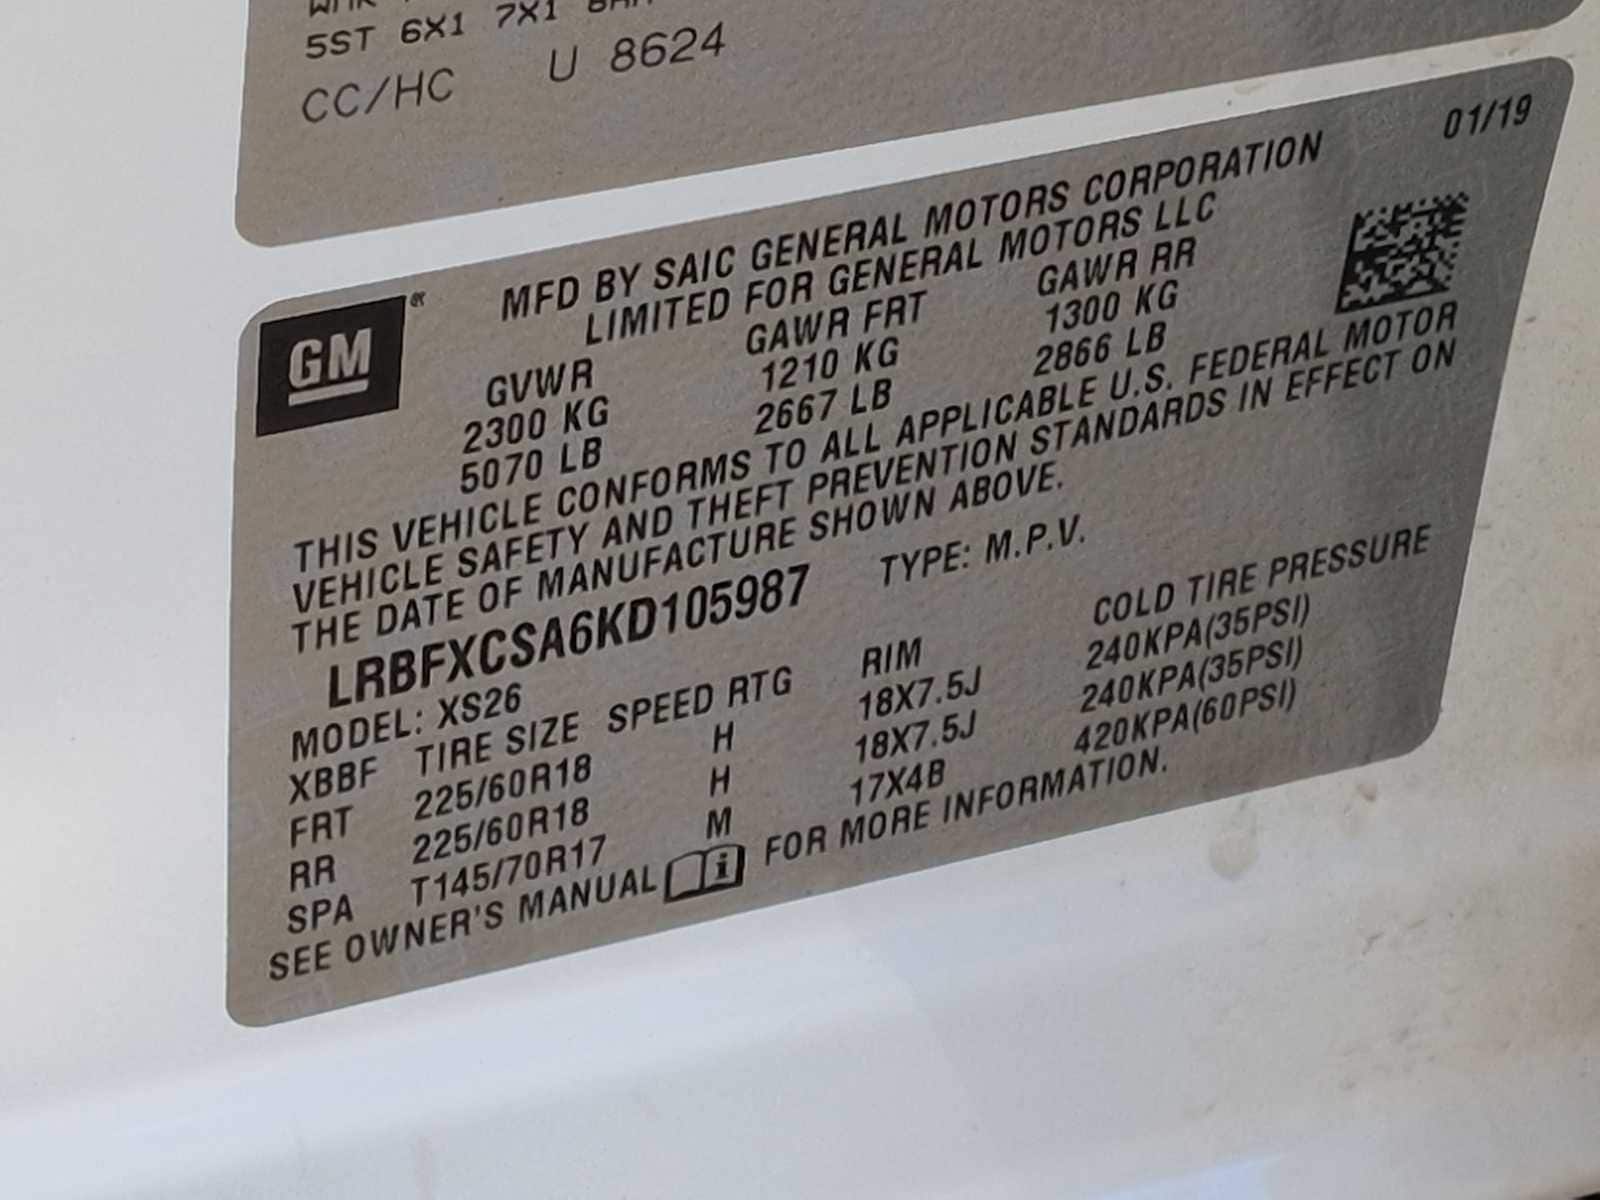 5ST 6X1 7X1
CC/HC U 8624
01/19
MFD BY SAIC GENERAL MOTORS CORPORATION
LIMITED FOR GENERAL MOTORS LLC
GM ®
GVWR GAWR FRT GAWR RR
2300 KG 1210 KG 1300 KG
5070 LB 2667 LB 2866 LB
THIS VEHICLE CONFORMS TO ALL APPLICABLE U.S. FEDERAL MOTOR
VEHICLE SAFETY AND THEFT PREVENTION STANDARDS IN EFFECT ON
THE DATE OF MANUFACTURE SHOWN ABOVE.
LRBFXCSA6KD105987 TYPE: M.P.V.
MODEL: XS26
XBBF TIRE SIZE SPEED RTG RIM COLD TIRE PRESSURE
FRT 225/60R18 H 18X7.5J 240KPA(35PSI)
RR 225/60R18 H 18X7.5J 240KPA(35PSI)
SPA T145/70R17 M 17X4B 420KPA(60PSI)
SEE OWNER'S MANUAL i FOR MORE INFORMATION.